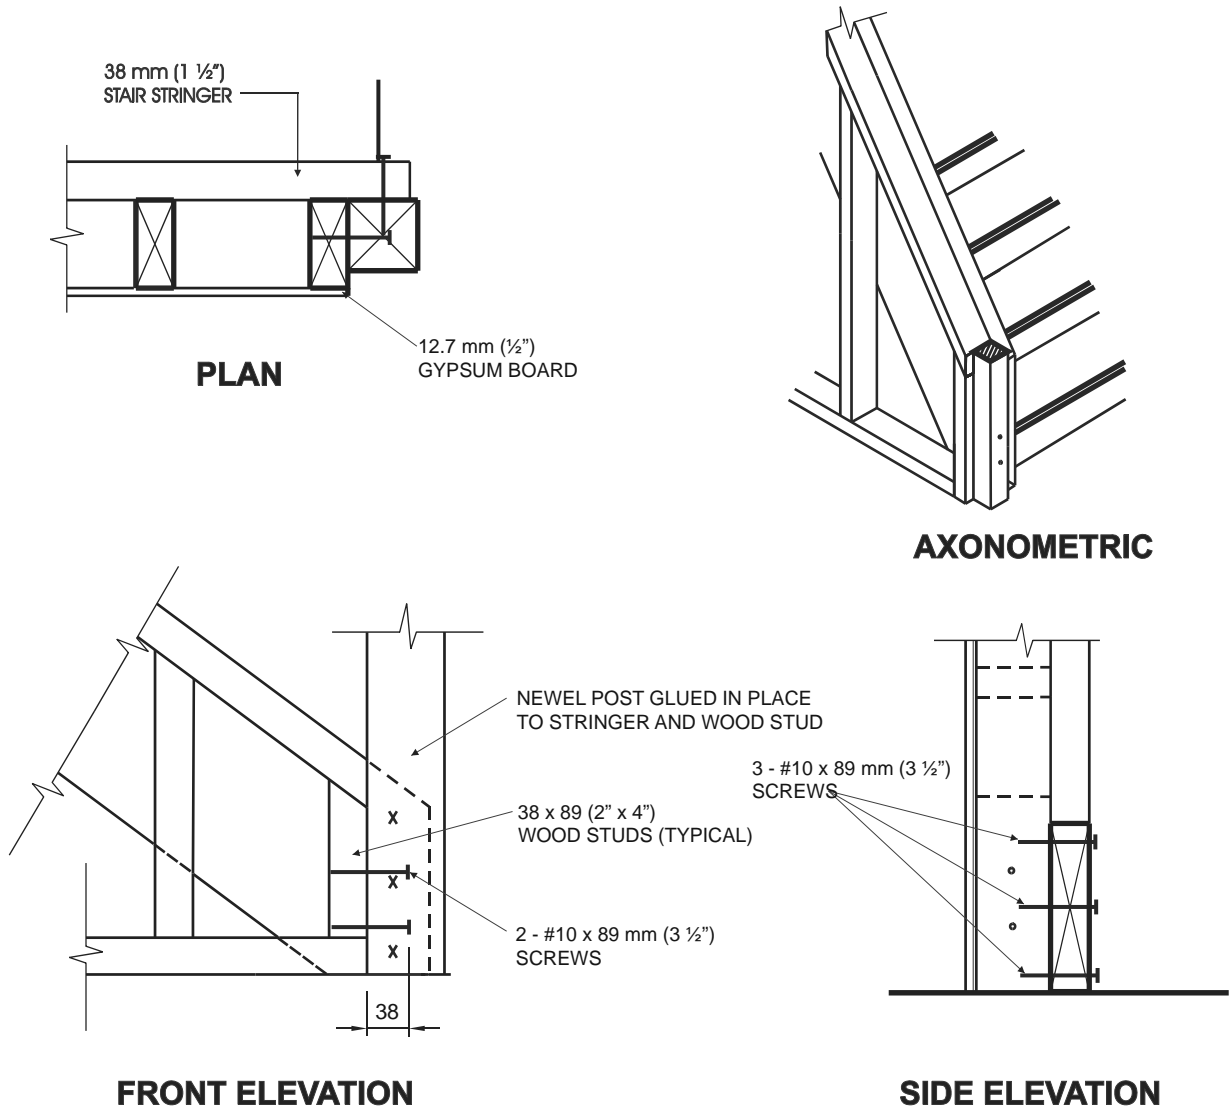 38 mm (1 ½")
STAIR STRINGER
12.7 mm (½”)
GYPSUM BOARD
PLAN
AXONOMETRIC
NEWEL POST GLUED IN PLACE
TO STRINGER AND WOOD STUD
38 x 89 (2” x 4”)
WOOD STUDS (TYPICAL)
2 - #10 x 89 mm (3 ½”)
SCREWS
38
FRONT ELEVATION
3 - #10 x 89 mm (3 ½”)
SCREWS
SIDE ELEVATION